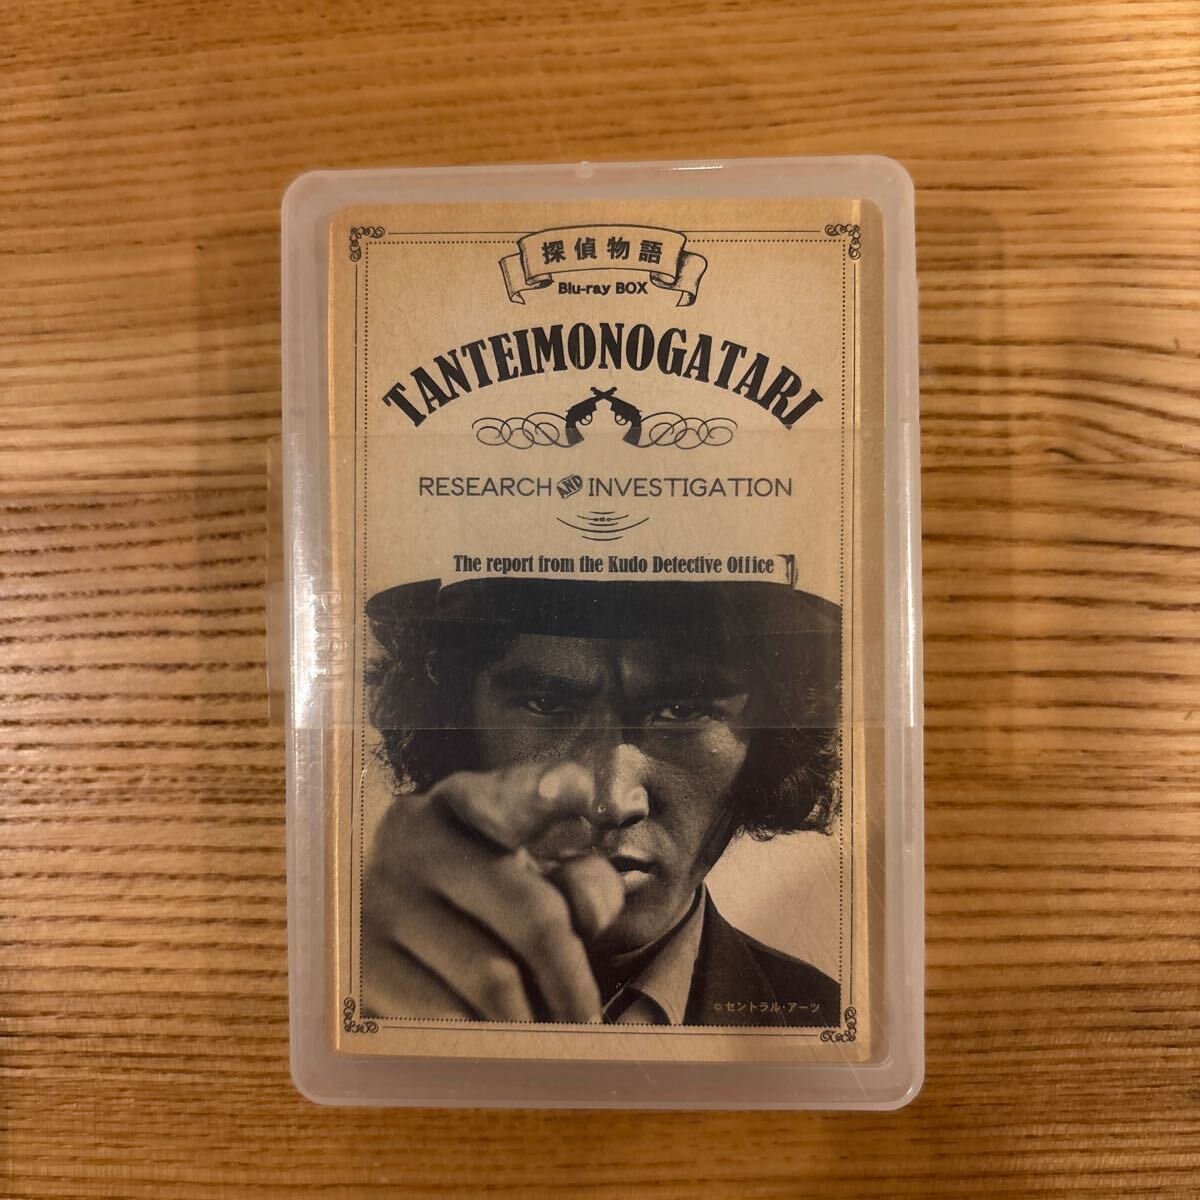 探偵物語
Blu-ray BOX
TANTEIMONOGATARI
RESEARCH AND INVESTIGATION
The report from the Kudo Detective Office
©セントラル・アーツ
PUSH